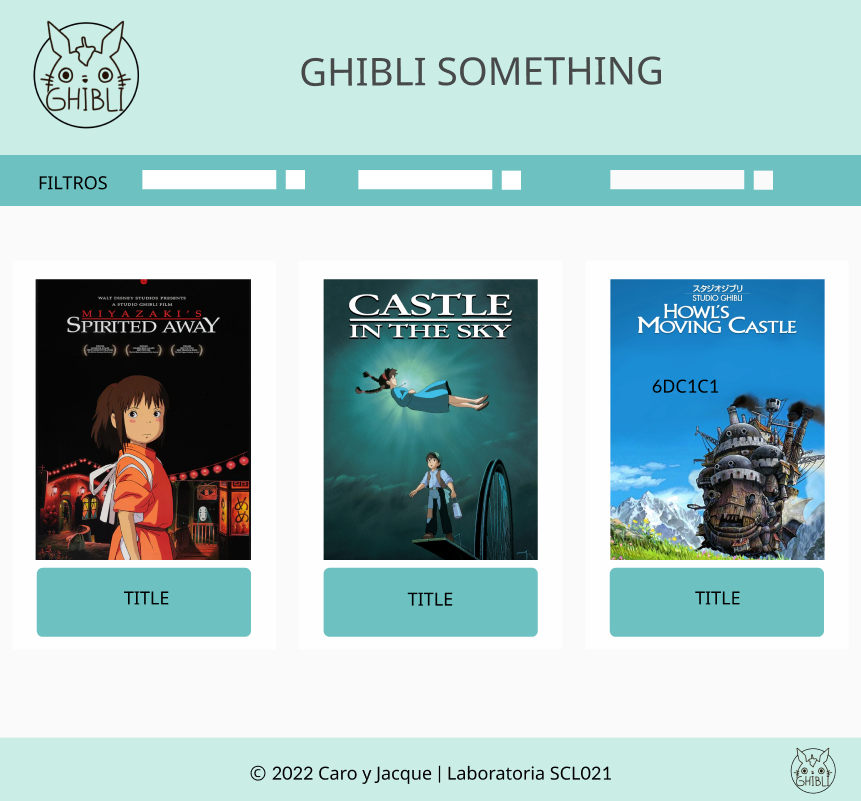 GHIBLI
GHIBLI SOMETHING
FILTROS
WALT DISNEY STUDIOS PRESENTS
A STUDIO GHIBLI FILM
MIYAZAKI'S
SPIRITED AWAY
TITLE
CASTLE
IN THE SKY
TITLE
スタジオジブリ
STUDIO GHIBLI
HOWL'S
MOVING CASTLE
6DC1C1
TITLE
© 2022 Caro y Jacque | Laboratoria SCL021
GHIBLI